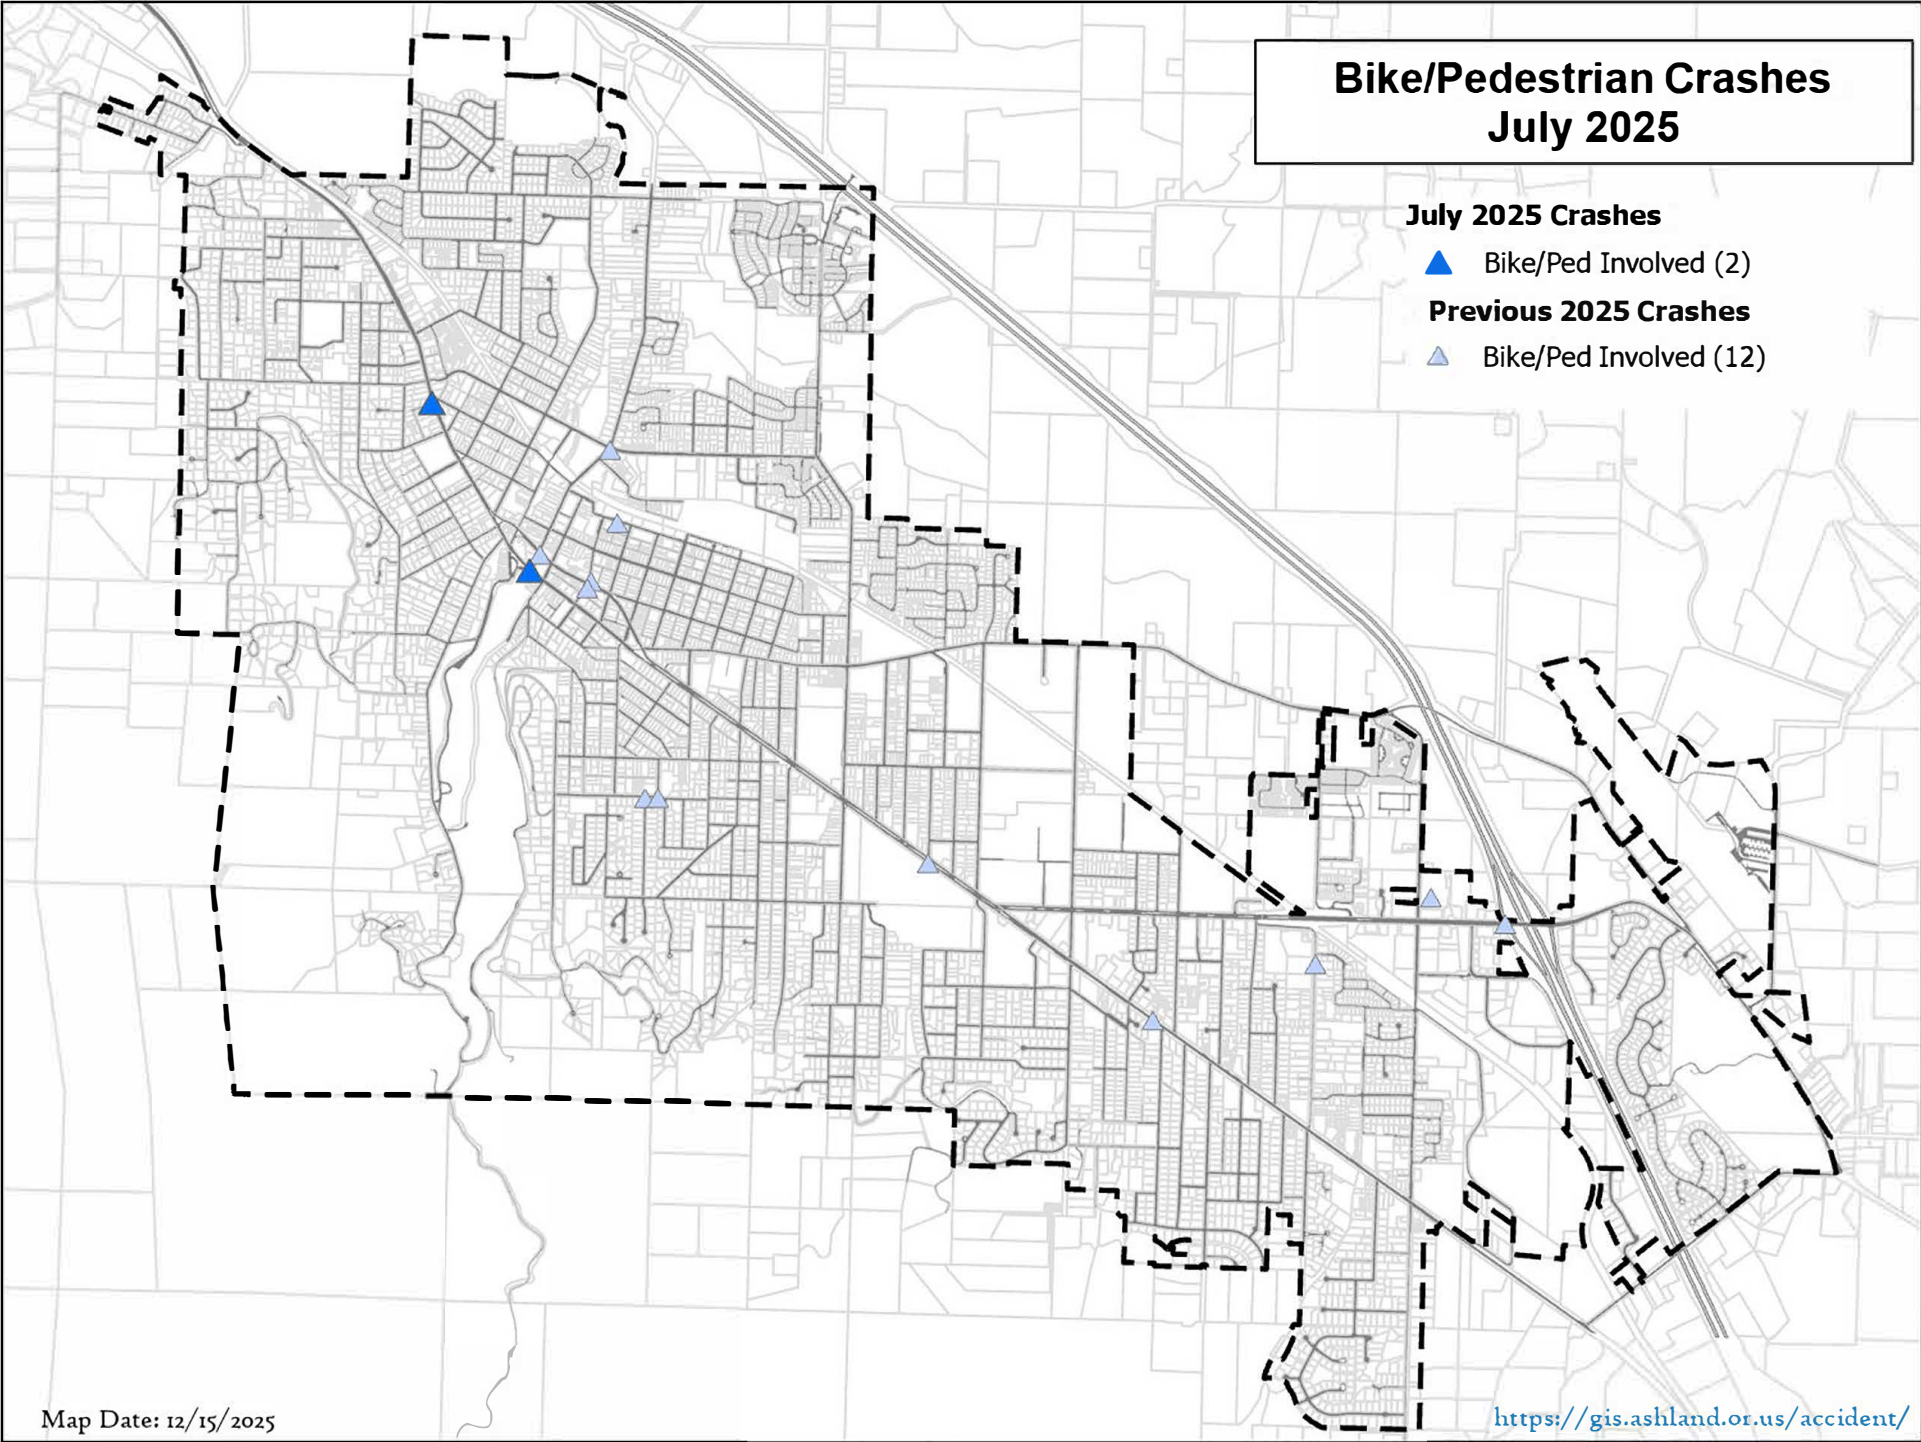 Bike/Pedestrian Crashes
July 2025
July 2025 Crashes
Bike/Ped Involved (2)
Previous 2025 Crashes
Bike/Ped Involved (12)
Map Date: 12/15/2025
https://gis.ashland.or.us/accident/